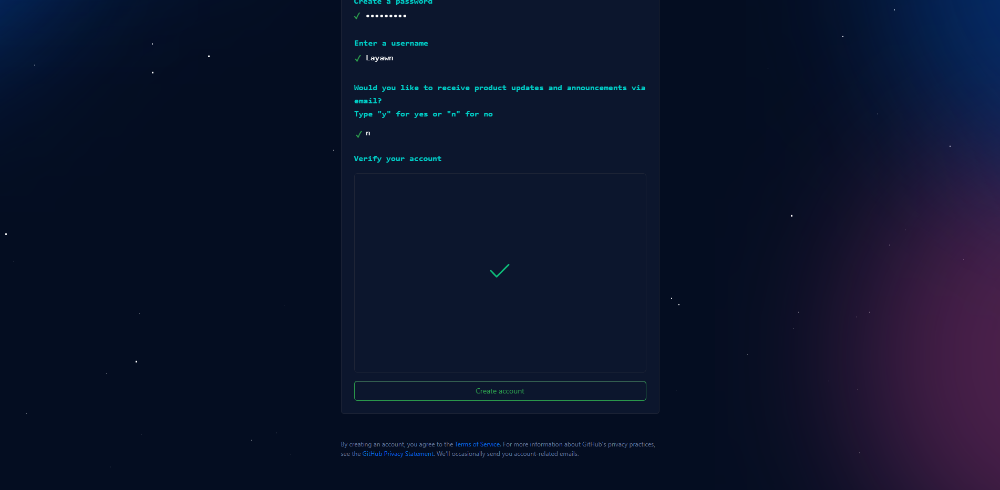 Create a password
•••••••••
Enter a username
Layawn
Would you like to receive product updates and announcements via
email?
Type "y" for yes or "n" for no
n
Verify your account
Create account
By creating an account, you agree to the Terms of Service. For more information about GitHub's privacy practices,
see the GitHub Privacy Statement. We'll occasionally send you account-related emails.